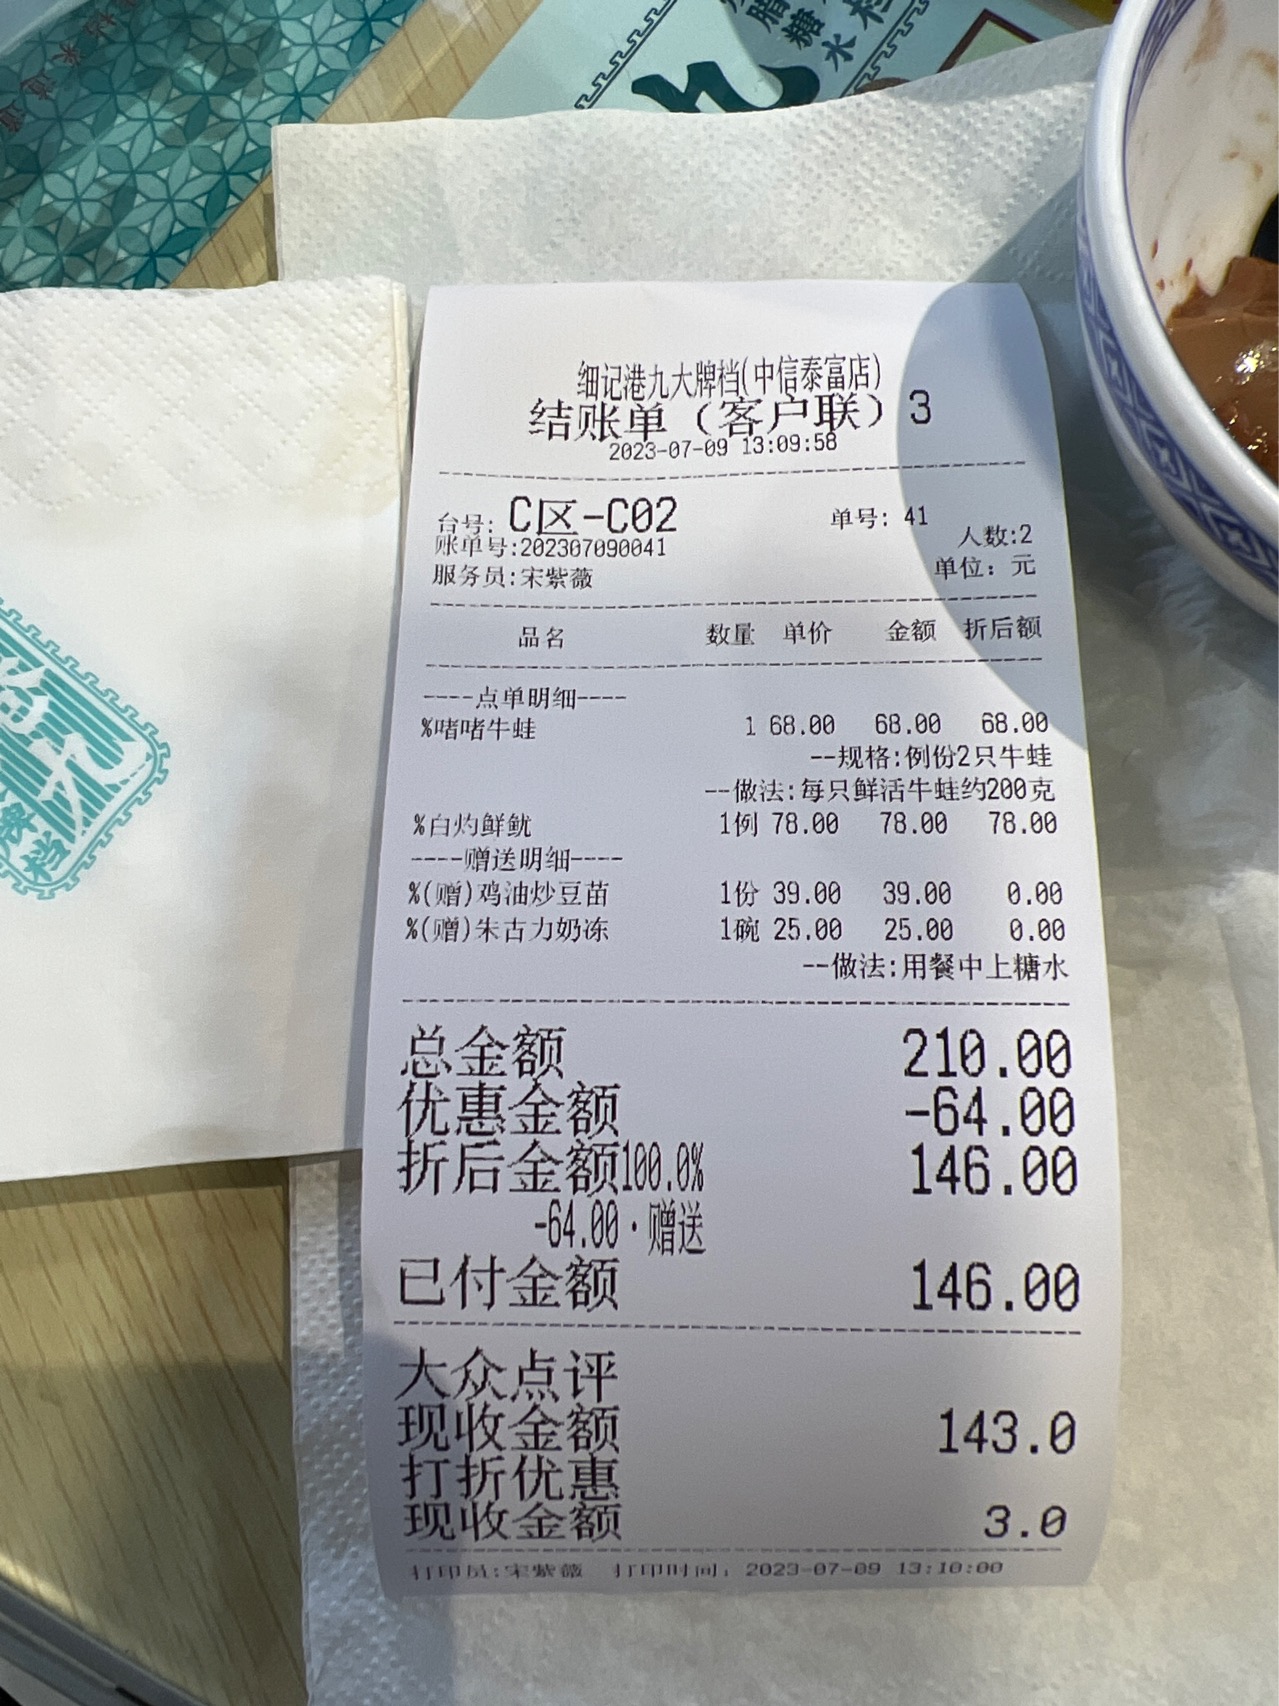 腊
糖水
细记港九大牌档(中信泰富店)
结账单（客户联）3
2023-07-09 13:09:58
台号: C区-C02 单号: 41
账单号:202307090041 人数:2
服务员:宋紫薇 单位: 元
品名 数量 单价 金额 折后额
----点单明细----
%啫啫牛蛙 1 68.00 68.00 68.00
--规格:例份2只牛蛙
--做法:每只鲜活牛蛙约200克
%白灼鲜鱿 1例 78.00 78.00 78.00
----赠送明细----
%(赠)鸡油炒豆苗 1份 39.00 39.00 0.00
%(赠)朱古力奶冻 1碗 25.00 25.00 0.00
--做法:用餐中上糖水
总金额 210.00
优惠金额 -64.00
折后金额100.0% 146.00
-64.00·赠送
已付金额 146.00
大众点评
现收金额 143.0
打折优惠
现收金额 3.0
打印员:宋紫薇 打印时间: 2023-07-09 13:10:00
九
牌档